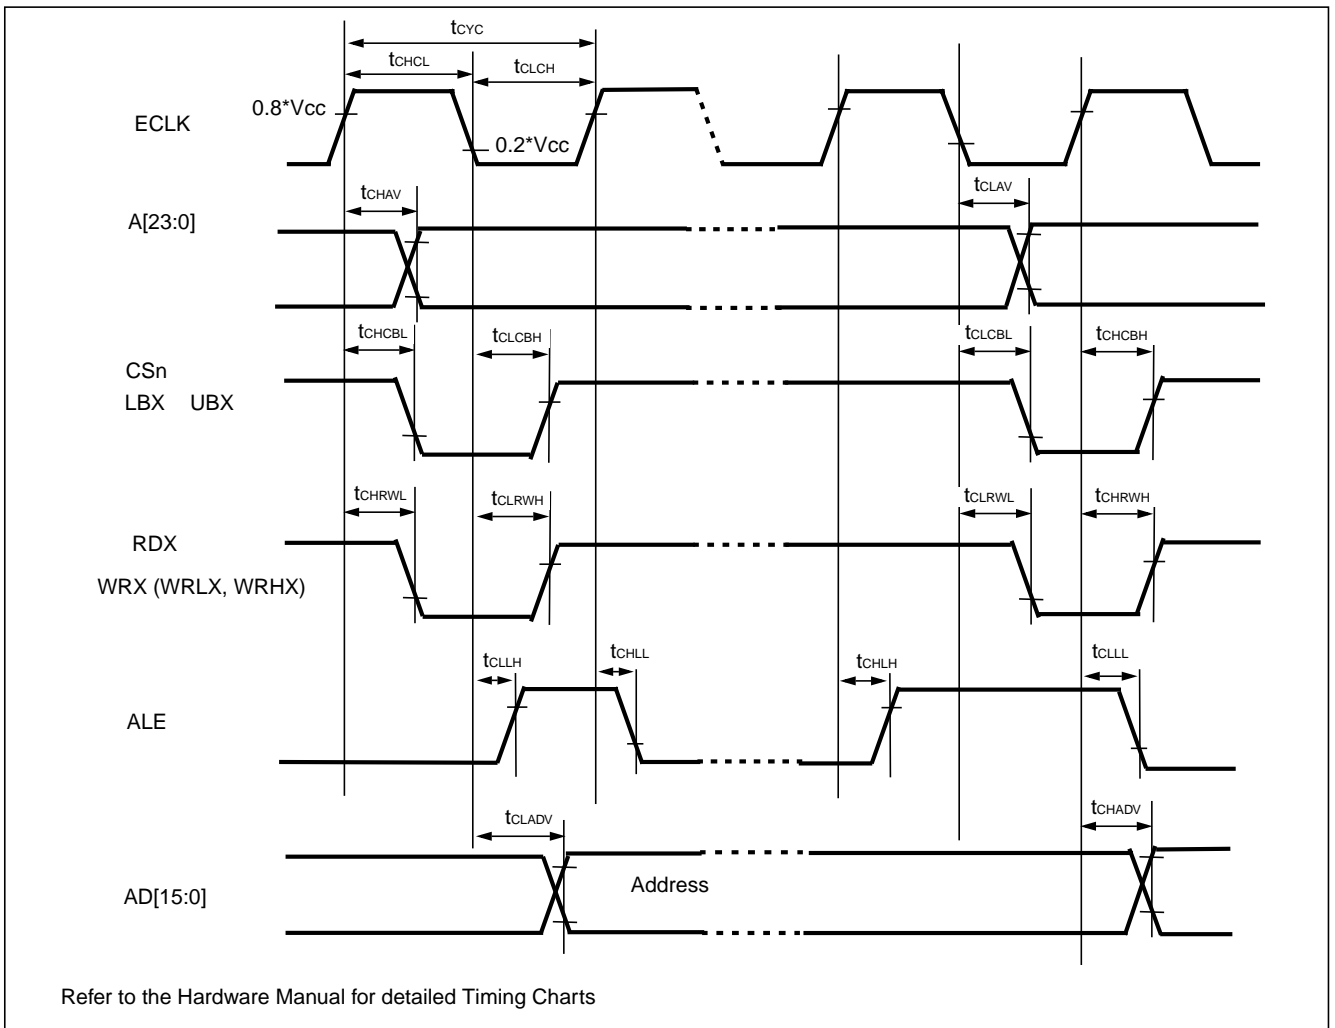 tCYC
tCHCL
tCLCH
0.8*Vcc
ECLK
0.2*Vcc
tCHAV
tCLAV
A[23:0]
tCHCBL
tCLCBH
tCLCBL
tCHCBH
CSn
LBX UBX
tCHRWL
tCLRWH
tCLRWL
tCHRWH
RDX
WRX (WRLX, WRHX)
tCLLH
tCHLL
tCHLH
tCLLL
ALE
tCLADV
tCHADV
Address
AD[15:0]
Refer to the Hardware Manual for detailed Timing Charts